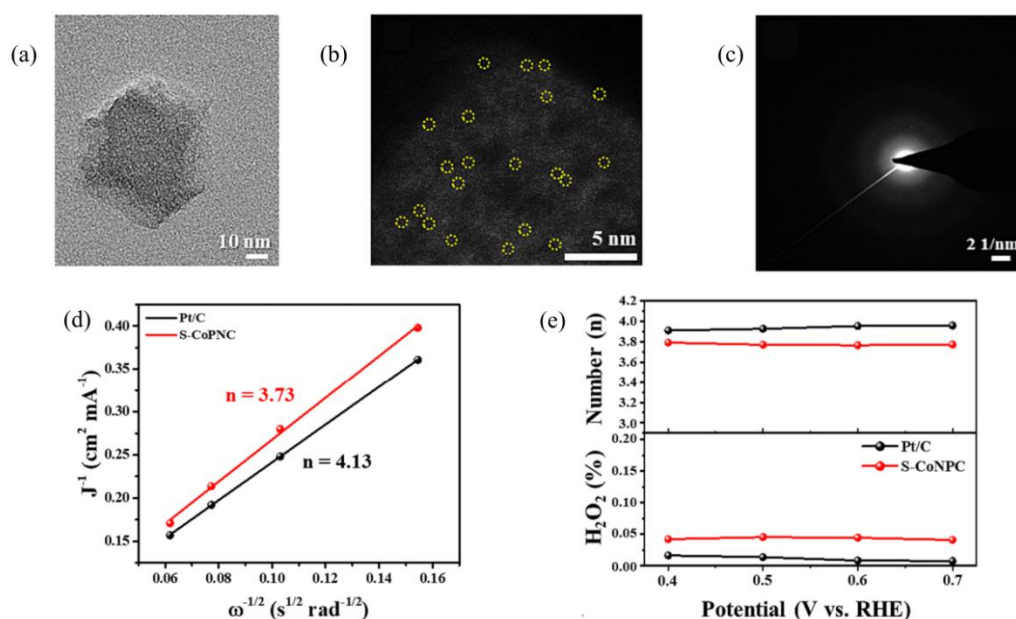 (a)
10 nm
(b)
5 nm
(c)
2 1/nm
(d)
Pt/C
S-CoPNC
n = 3.73
n = 4.13
J⁻¹ (cm² mA⁻¹)
0.40
0.35
0.30
0.25
0.20
0.15
0.06 0.08 0.10 0.12 0.14 0.16
ω⁻¹/² (s¹/² rad⁻¹/²)
(e)
Number (n)
4.2
4.0
3.8
3.6
3.4
3.2
3.0
H₂O₂ (%)
0.20
0.15
0.10
0.05
0.00
Pt/C
S-CoNPC
0.4 0.5 0.6 0.7
Potential (V vs. RHE)